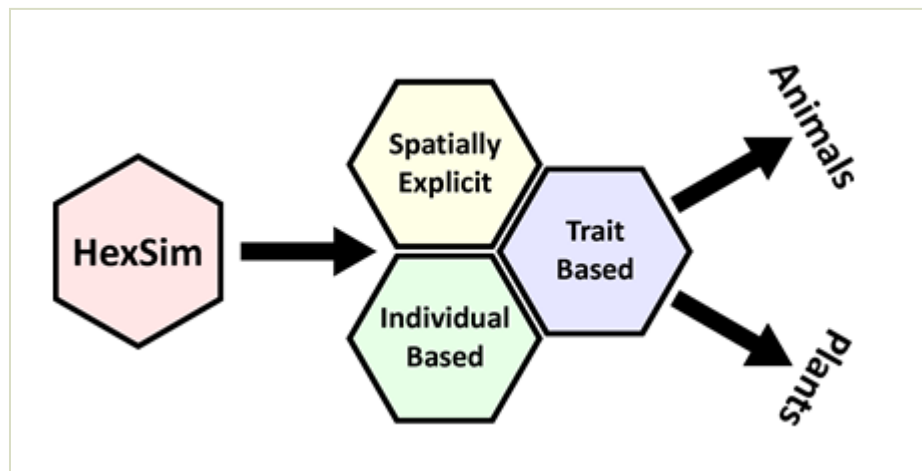 HexSim
Spatially
Explicit
Individual
Based
Trait
Based
Animals
Plants